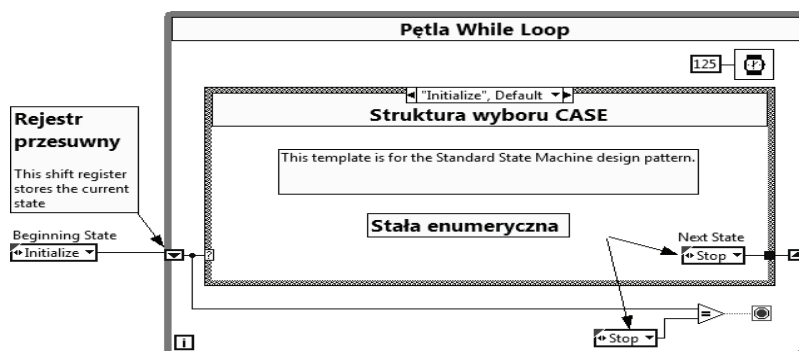 Pętla While Loop
125
"Initialize", Default
Struktura wyboru CASE
Rejestr
przesuwny
This shift register
stores the current
state
This template is for the Standard State Machine design pattern.
Stała enumeryczna
Beginning State
Initialize
?
Next State
Stop
=
Stop
i